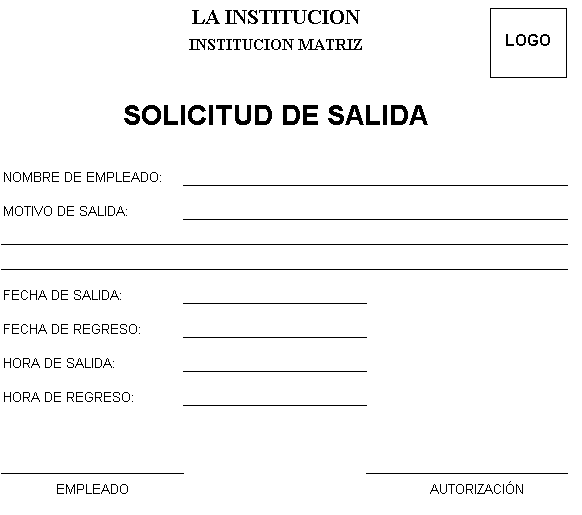 LA INSTITUCION
INSTITUCION MATRIZ
LOGO
SOLICITUD DE SALIDA
NOMBRE DE EMPLEADO:
MOTIVO DE SALIDA:
FECHA DE SALIDA:
FECHA DE REGRESO:
HORA DE SALIDA:
HORA DE REGRESO:
EMPLEADO AUTORIZACIÓN